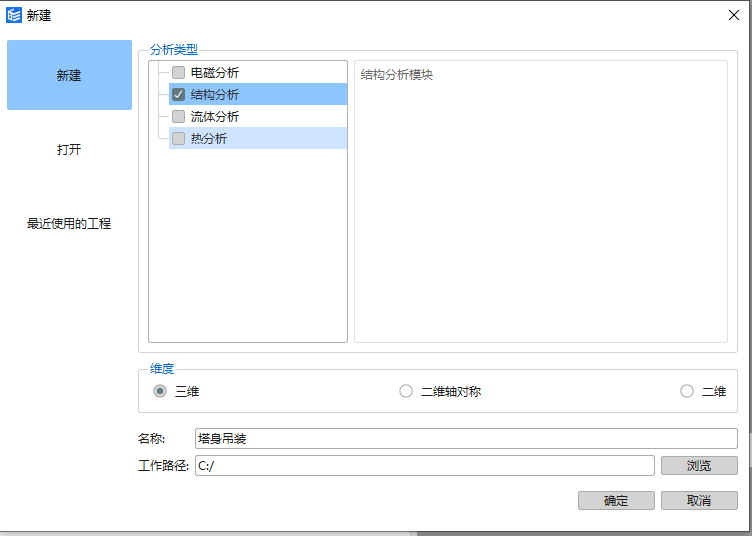 新建
新建
打开
最近使用的工程
分析类型
电磁分析
结构分析
流体分析
热分析
结构分析模块
维度
三维 二维轴对称 二维
名称: 塔身吊装
工作路径: C:/ 浏览
确定 取消